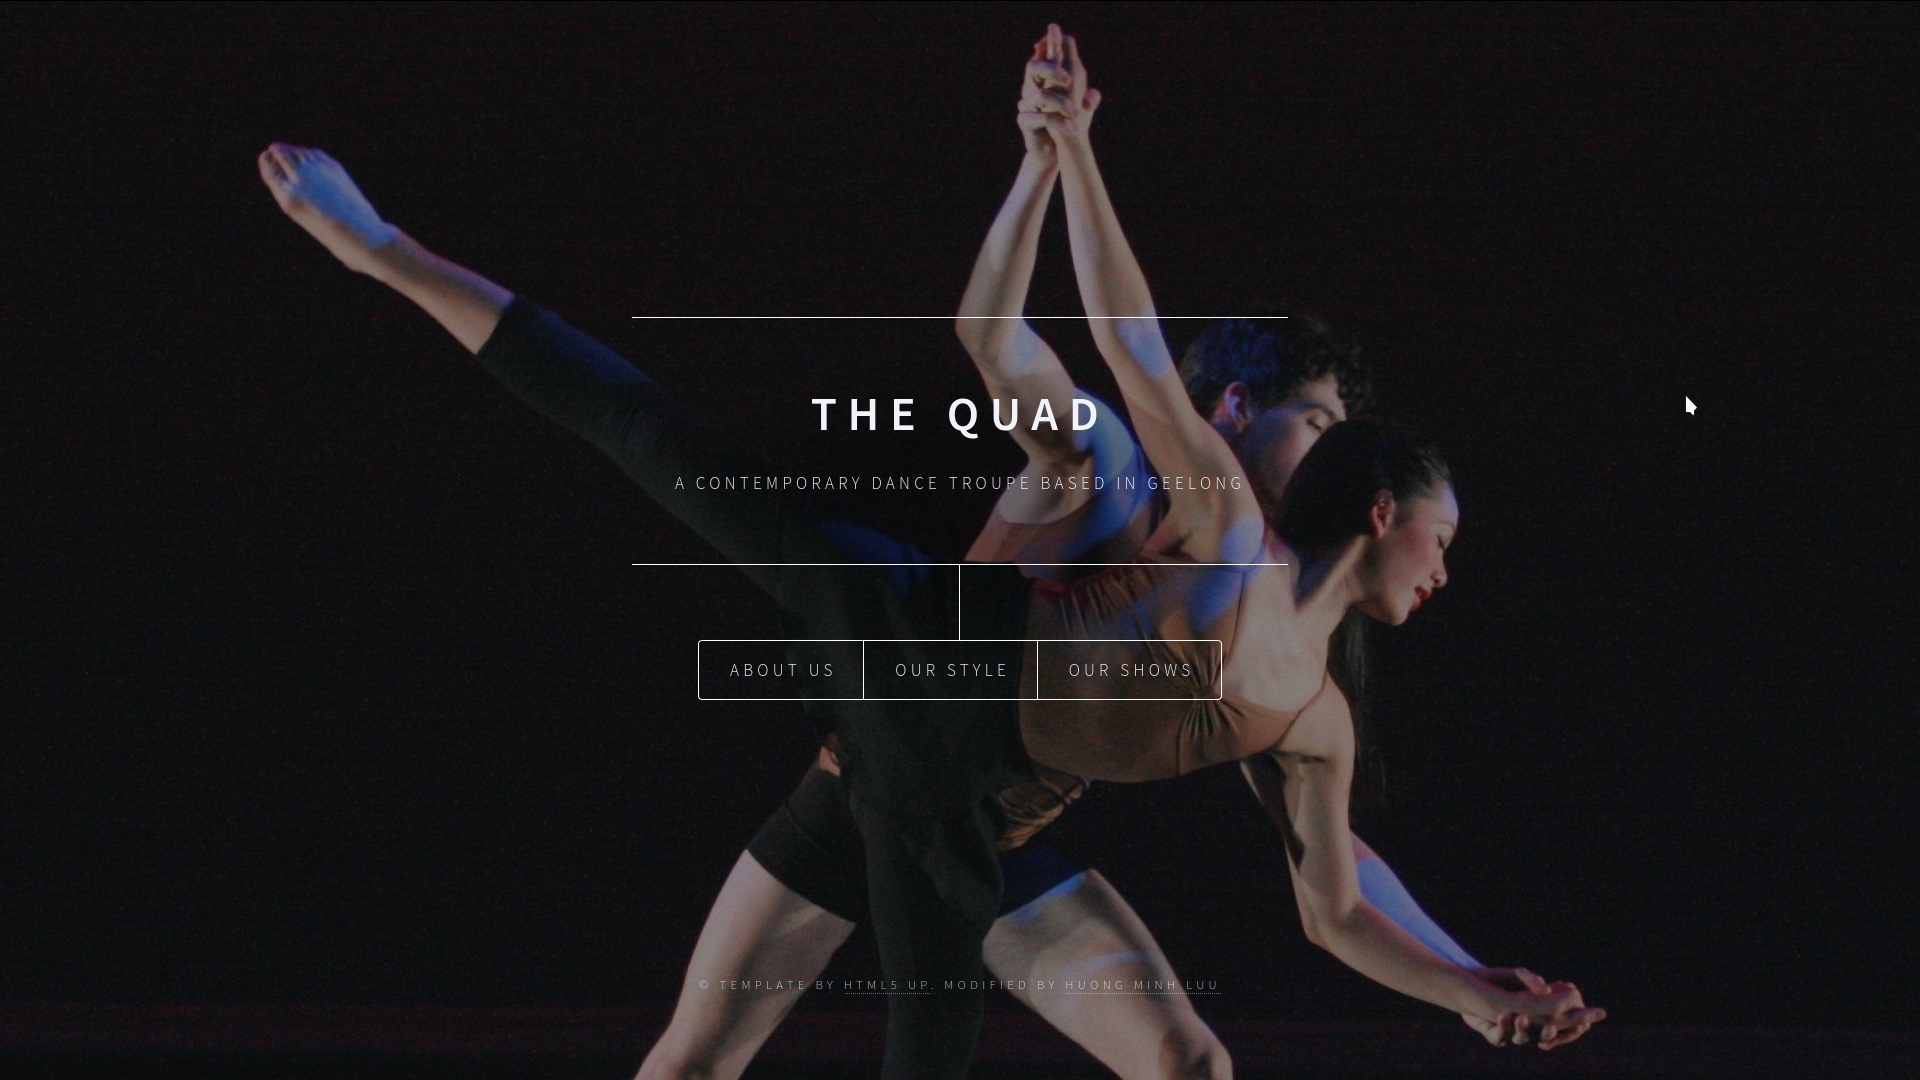 THE QUAD
A CONTEMPORARY DANCE TROUPE BASED IN GEELONG
ABOUT US OUR STYLE OUR SHOWS
© TEMPLATE BY HTML5 UP. MODIFIED BY HUONG MINH LUU